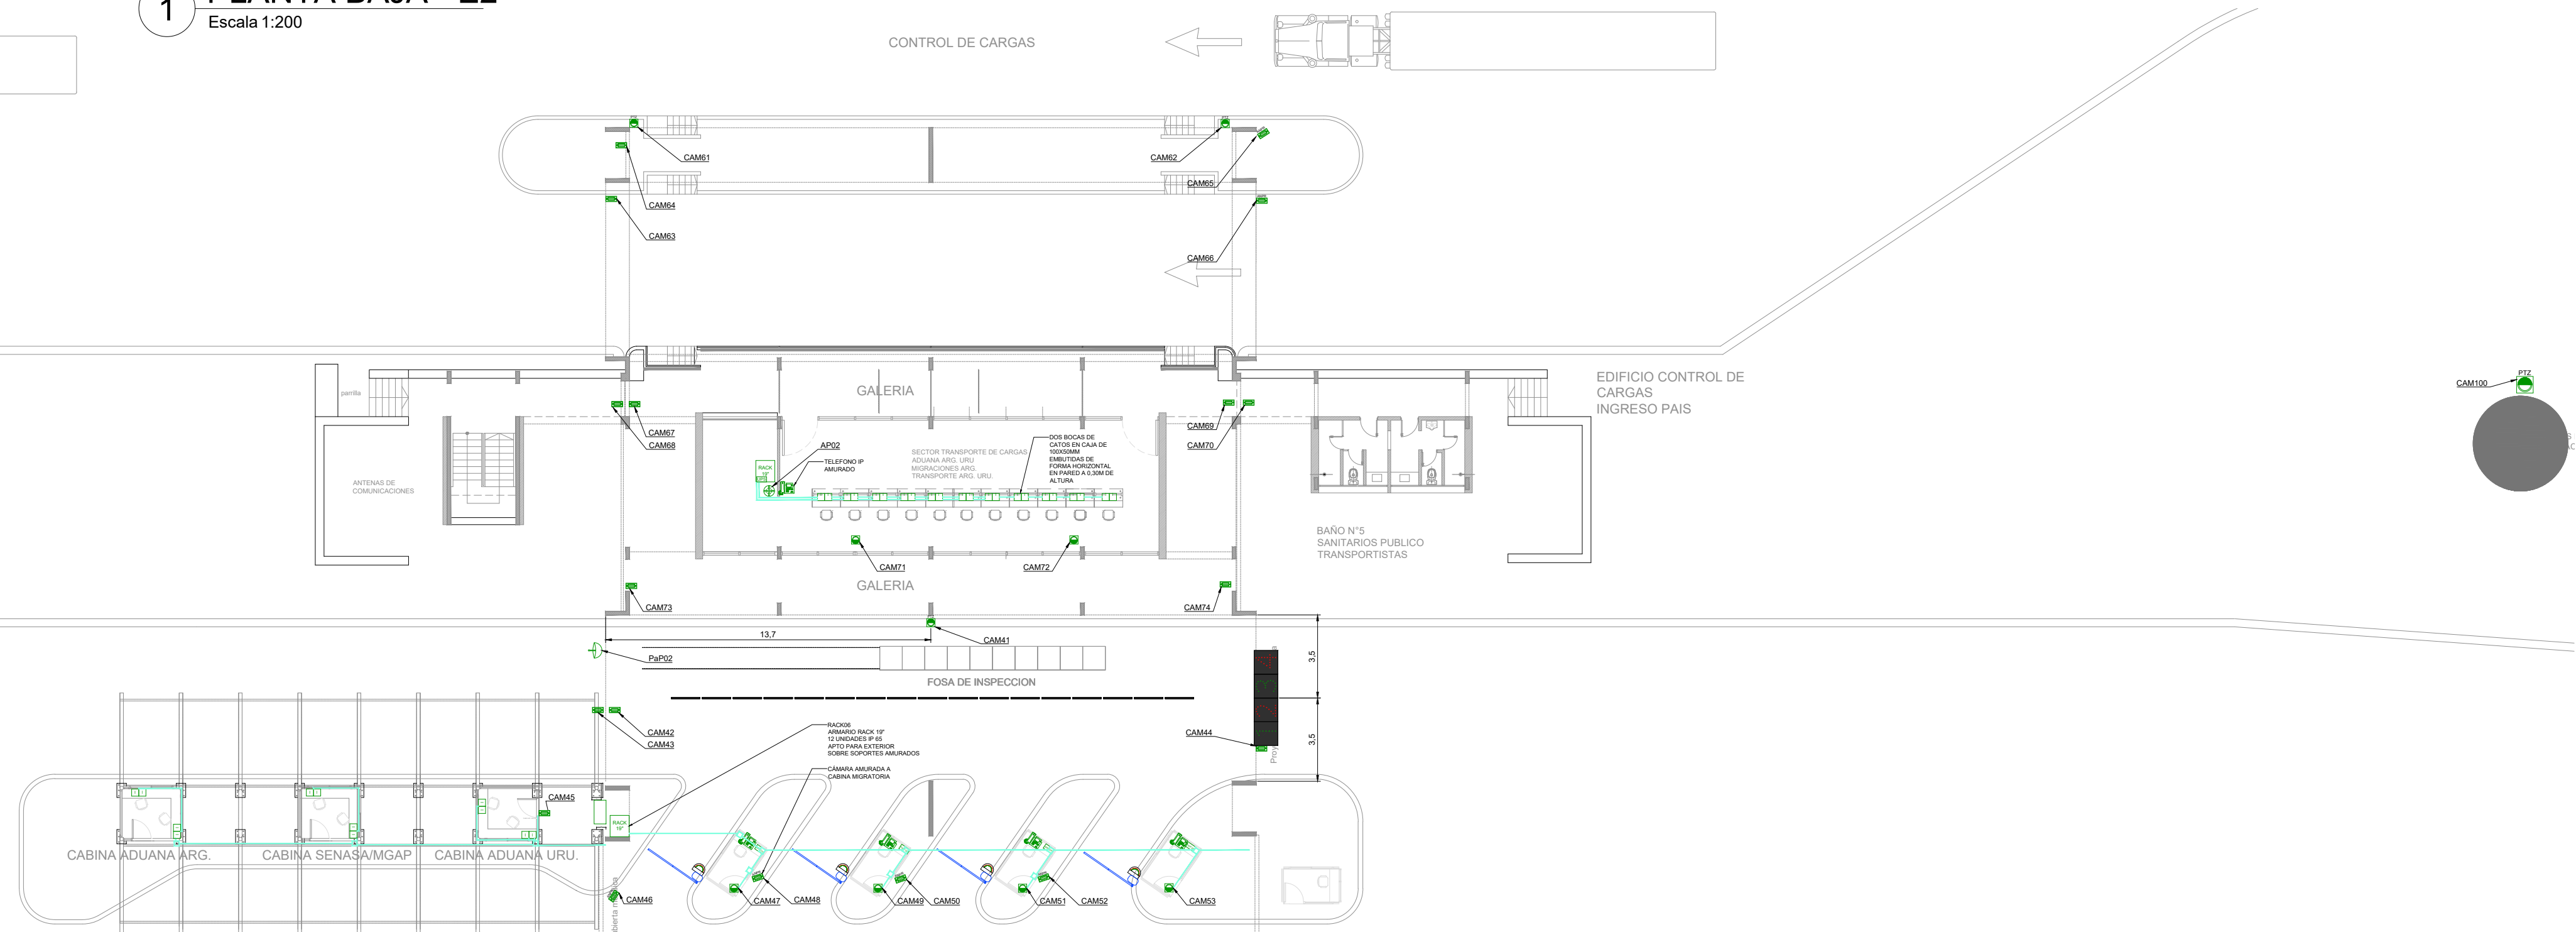 1
PLANTA BAJA - EZ
Escala 1:200
CONTROL DE CARGAS
CAM61
CAM62
CAM65
CAM64
CAM63
CAM66
parrilla
GALERIA
EDIFICIO CONTROL DE
CARGAS
INGRESO PAIS
PTZ
CAM100
CAM67
CAM68
CAM69
CAM70
AP02
TELEFONO IP
AMURADO
RACK
19"
SECTOR TRANSPORTE DE CARGAS
ADUANA ARG. URU
MIGRACIONES ARG.
TRANSPORTE ARG. URU.
DOS BOCAS DE
CATOS EN CAJA DE
100X50MM
EMBUTIDAS DE
FORMA HORIZONTAL
EN PARED A 0,30M DE
ALTURA
ANTENAS DE
COMUNICACIONES
BAÑO N°5
SANITARIOS PUBLICO
TRANSPORTISTAS
CAM71
CAM72
GALERIA
CAM73
CAM74
13,7
CAM41
PaP02
3,5
FOSA DE INSPECCION
CAM42
CAM43
RACK06
ARMARIO RACK 19"
12 UNIDADES IP 65
APTO PARA EXTERIOR
SOBRE SOPORTES AMURADOS
CAM44
3,5
Proy
CÁMARA AMURADA A
CABINA MIGRATORIA
CAM45
RACK
19"
CABINA ADUANA ARG.
CABINA SENASA/MGAP
CABINA ADUANA URU.
CAM46
CAM47
CAM48
CAM49
CAM50
CAM51
CAM52
CAM53